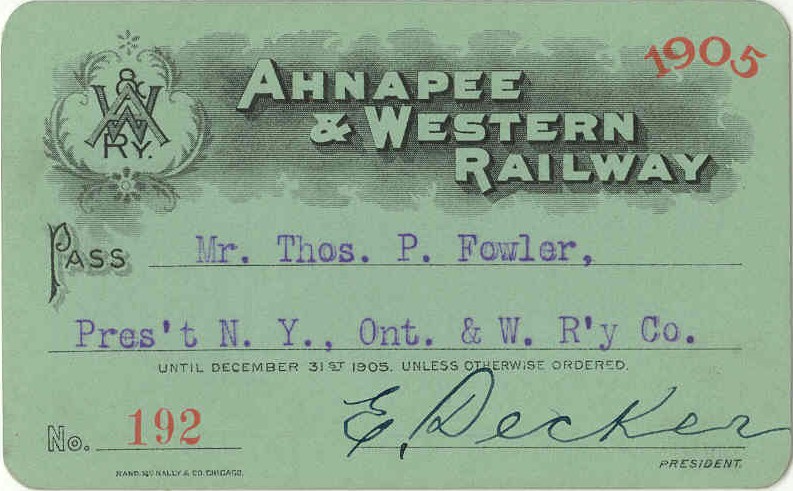 1905
A & W
RY.
AHNAPEE
& WESTERN
RAILWAY
PASS Mr. Thos. P. Fowler,
Pres't N. Y., Ont. & W. R'y Co.
UNTIL DECEMBER 31ST 1905. UNLESS OTHERWISE ORDERED.
No. 192
E. Decker
PRESIDENT.
RAND, McNALLY & CO. CHICAGO.